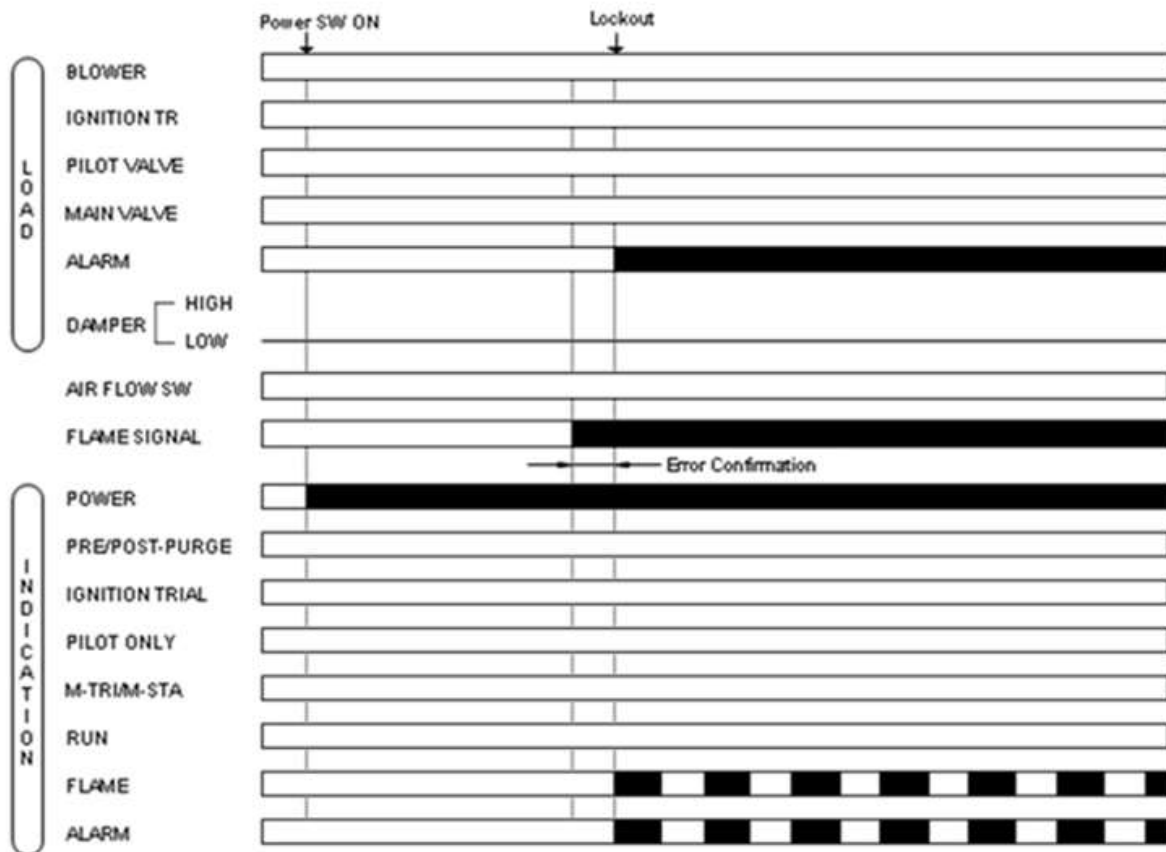 Power SW ON
Lockout
LOAD
BLOWER
IGNITION TR
PILOT VALVE
MAIN VALVE
ALARM
DAMPER
HIGH
LOW
AIR FLOW SW
FLAME SIGNAL
Error Confirmation
INDICATION
POWER
PRE/POST-PURGE
IGNITION TRIAL
PILOT ONLY
M-TRI/M-STA
RUN
FLAME
ALARM